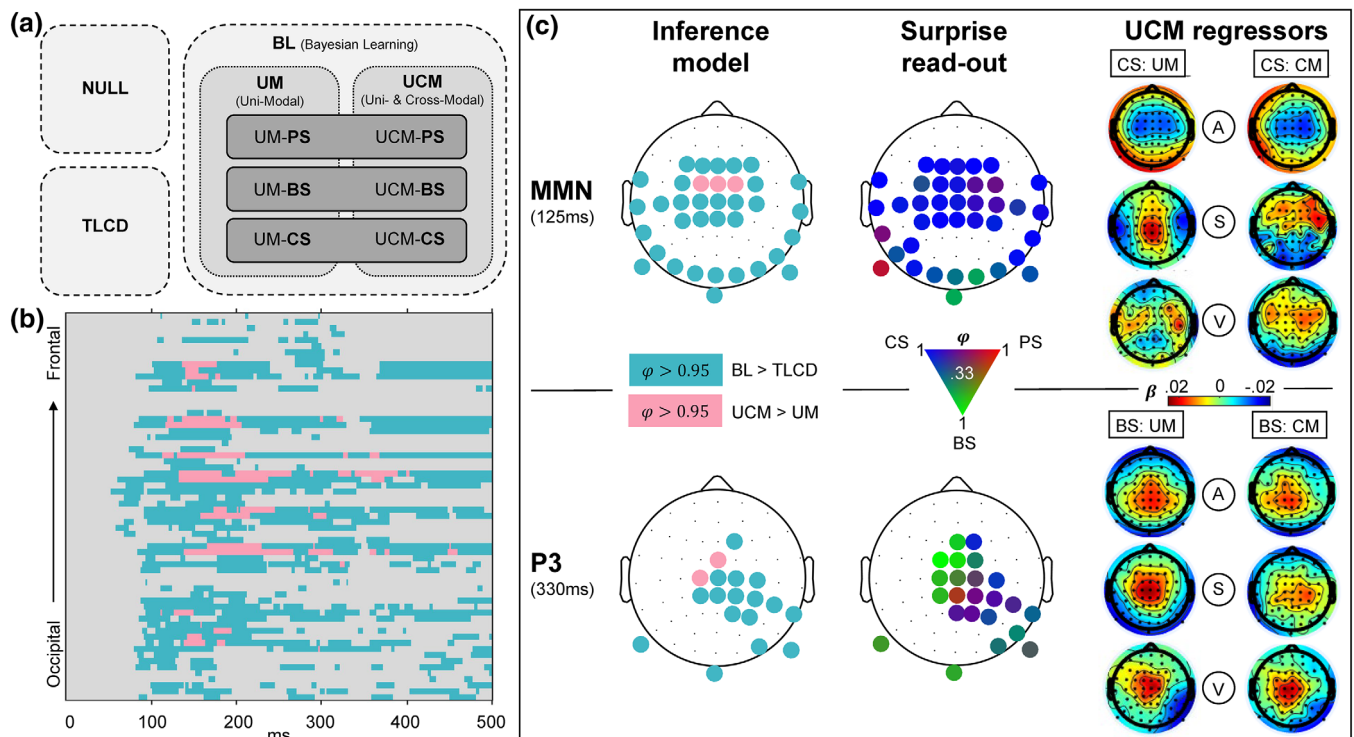 (a)
NULL
TLCD
BL (Bayesian Learning)
UM
(Uni-Modal)
UCM
(Uni- & Cross-Modal)
UM-PS UCM-PS
UM-BS UCM-BS
UM-CS UCM-CS
(b)
Frontal
Occipital
0 100 200 300 400 500
ms
(c)
Inference model
Surprise read-out
UCM regressors
CS: UM CS: CM
A
S
V
MMN
(125ms)
φ > 0.95 BL > TLCD
φ > 0.95 UCM > UM
CS φ PS
1 1
.33
1
BS
β .02 0 -.02
BS: UM BS: CM
A
S
V
P3
(330ms)